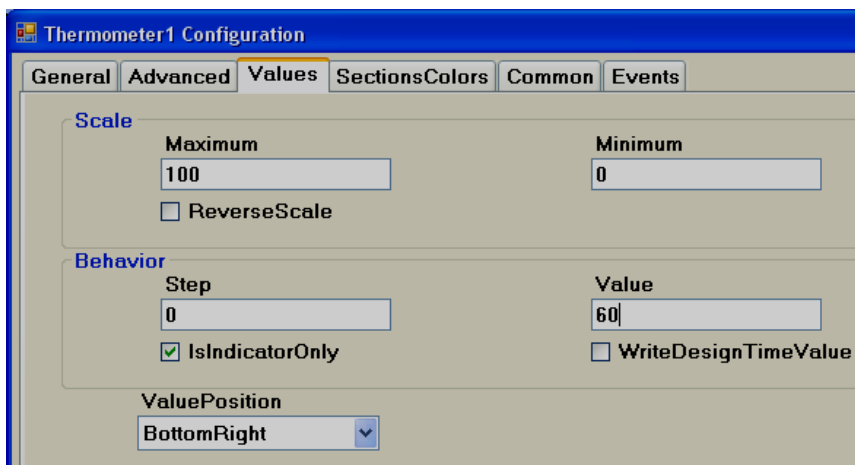 Thermometer1 Configuration
General Advanced Values SectionsColors Common Events
Scale
Maximum Minimum
100 0
ReverseScale
Behavior
Step Value
0 60
IsIndicatorOnly WriteDesignTimeValue
ValuePosition
BottomRight